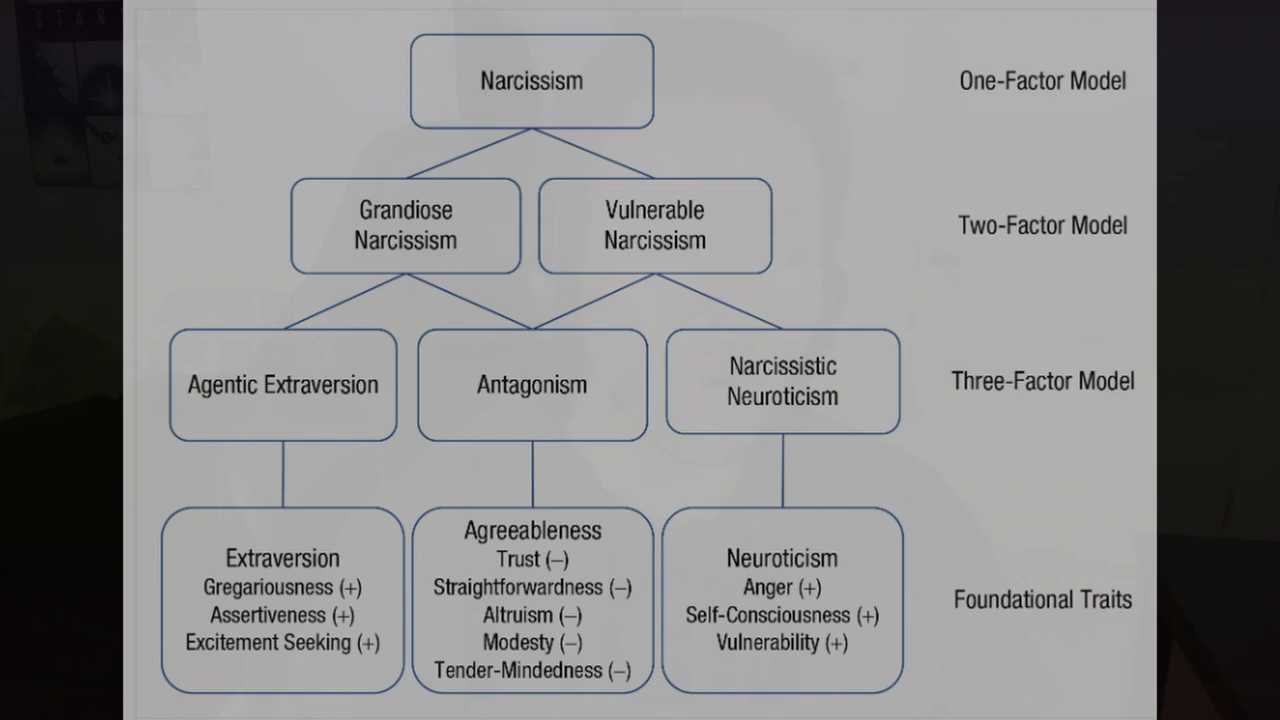 Narcissism
One-Factor Model
Grandiose
Narcissism
Vulnerable
Narcissism
Two-Factor Model
Agentic Extraversion
Antagonism
Narcissistic
Neuroticism
Three-Factor Model
Extraversion
Gregariousness (+)
Assertiveness (+)
Excitement Seeking (+)
Agreeableness
Trust (–)
Straightforwardness (–)
Altruism (–)
Modesty (–)
Tender-Mindedness (–)
Neuroticism
Anger (+)
Self-Consciousness (+)
Vulnerability (+)
Foundational Traits